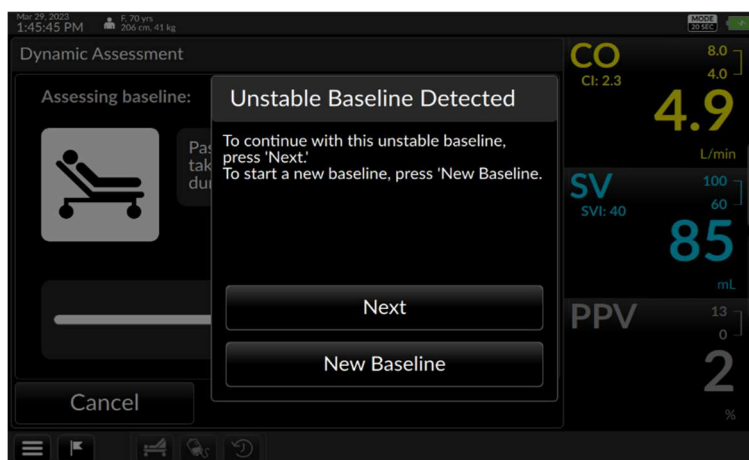 Mar 29, 2023
1:45:45 PM
F, 70 yrs
206 cm, 41 kg
MODE
20 SEC
Dynamic Assessment
Assessing baseline:
Pas
tak
dur
Unstable Baseline Detected
To continue with this unstable baseline,
press 'Next.'
To start a new baseline, press 'New Baseline.
Next
New Baseline
Cancel
CO
CI: 2.3
8.0
4.0
4.9
L/min
SV
SVI: 40
100
60
85
mL
PPV
13
0
2
%